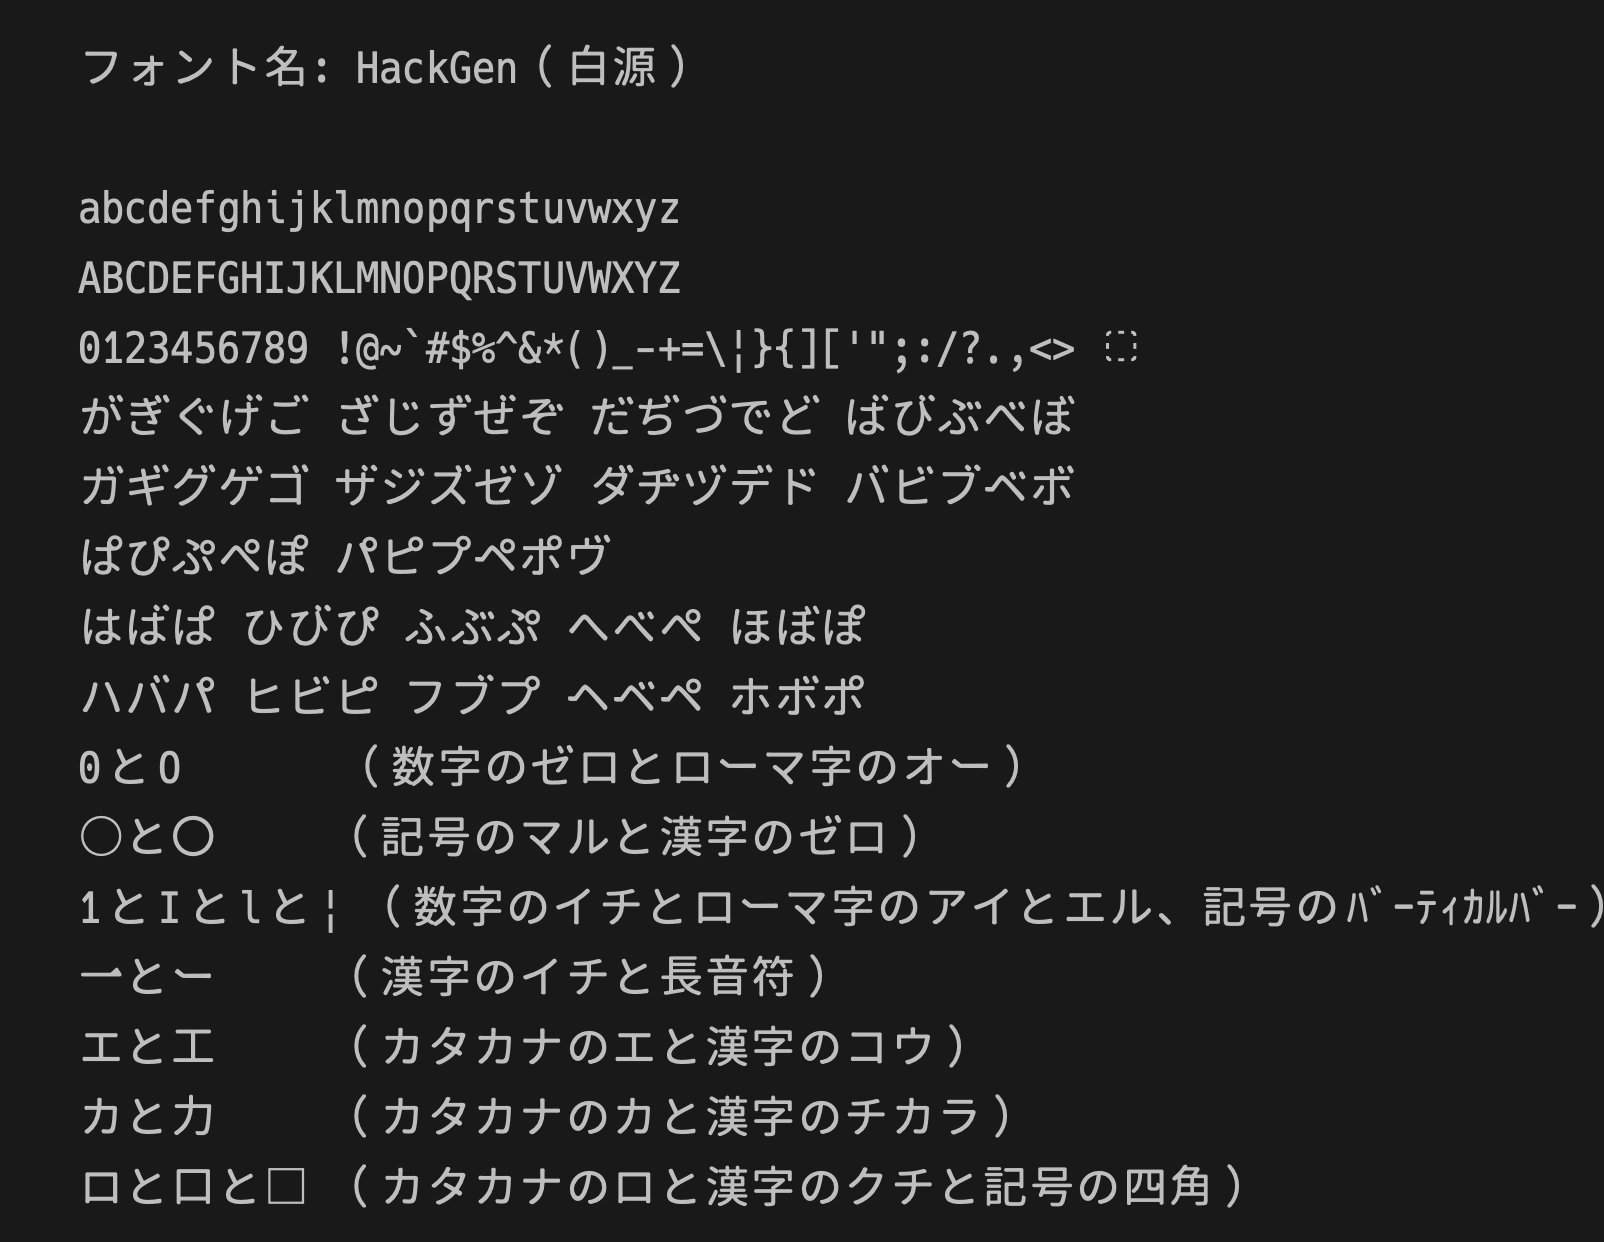 フォント名: HackGen（白源）
abcdefghijklmnopqrstuvwxyz
ABCDEFGHIJKLMNOPQRSTUVWXYZ
0123456789 !@~`#$%^&*()_-+=\|}{]['";:/?.,<>　
がぎぐげご ざじずぜぞ だぢづでど ばびぶべぼ
ガギグゲゴ ザジズゼゾ ダヂヅデド バビブベボ
ぱぴぷぺぽ パピプペポヴ
はばぱ ひびぴ ふぶぷ へべぺ ほぼぽ
ハバパ ヒビピ フブプ ヘベペ ホボポ
0とO （数字のゼロとローマ字のオー）
○と〇 （記号のマルと漢字のゼロ）
1とIとlと| （数字のイチとローマ字のアイとエル、記号のﾊﾞｰﾃｨｶﾙﾊﾞｰ）
一とー （漢字のイチと長音符）
エと工 （カタカナのエと漢字のコウ）
カと力 （カタカナのカと漢字のチカラ）
ロと口と□ （カタカナのロと漢字のクチと記号の四角）